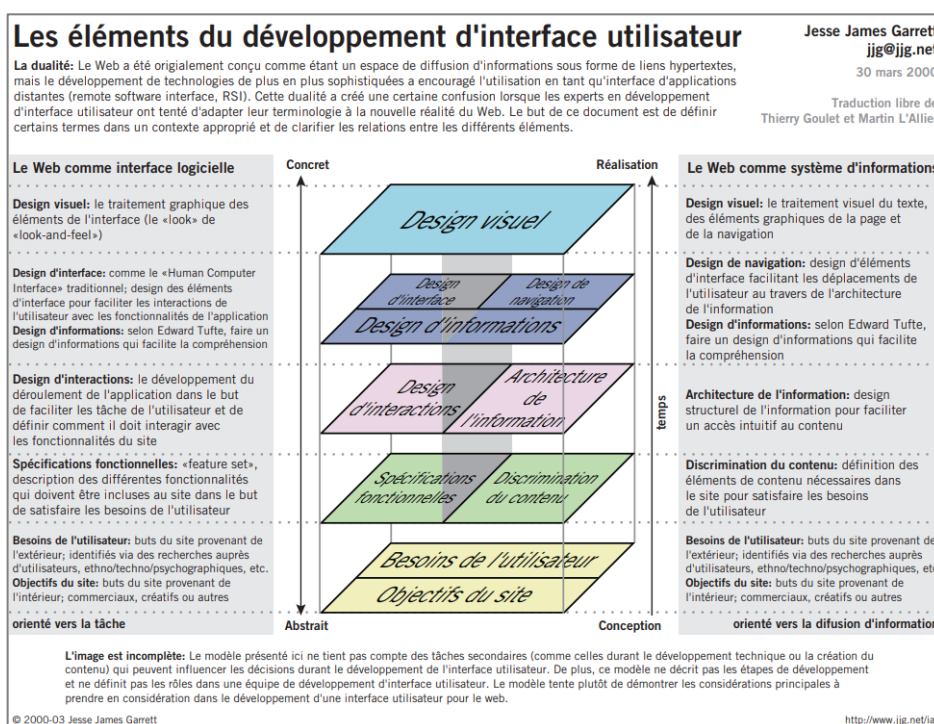 Les éléments du développement d'interface utilisateur
Jesse James Garrett
jjg@jjg.net
La dualité: Le Web a été origialement conçu comme étant un espace de diffusion d'informations sous forme de liens hypertextes,
mais le développement de technologies de plus en plus sophistiquées a encouragé l'utilisation en tant qu'interface d'applications
distantes (remote software interface, RSI). Cette dualité a créé une certaine confusion lorsque les experts en développement
d'interface utilisateur ont tenté d'adapter leur terminologie à la nouvelle réalité du Web. Le but de ce document est de définir
certains termes dans un contexte approprié et de clarifier les relations entre les différents éléments.
30 mars 2000
Traduction libre de
Thierry Goulet et Martin L'Allier
Le Web comme interface logicielle
Design visuel: le traitement graphique des
éléments de l'interface (le «look» de
«look-and-feel»)
Design d'interface: comme le «Human Computer
Interface» traditionnel; design des éléments
d'interface pour faciliter les interactions de
l'utilisateur avec les fonctionnalités de l'application
Design d'informations: selon Edward Tufte, faire un
design d'informations qui facilite la compréhension
Design d'interactions: le développement du
déroulement de l'application dans le but
de faciliter les tâche de l'utilisateur et de
définir comment il doit interagir avec
les fonctionnalités du site
Spécifications fonctionnelles: «feature set»,
description des différentes fonctionnalités
qui doivent être incluses au site dans le but
de satisfaire les besoins de l'utilisateur
Besoins de l'utilisateur: buts du site provenant de
l'extérieur; identifiés via des recherches auprès
d'utilisateurs, ethno/techno/psychographiques, etc.
Objectifs du site: buts du site provenant de
l'intérieur; commerciaux, créatifs ou autres
orienté vers la tâche
Concret
Réalisation
Design visuel
Design
d'interface
Design de
navigation
Design d'informations
Design
d'interactions
Architecture
de
l'information
temps
Spécifications
fonctionnelles
Discrimination
du contenu
Besoins de l'utilisateur
Objectifs du site
Abstrait
Conception
Le Web comme système d'informations
Design visuel: le traitement visuel du texte,
des éléments graphiques de la page et
de la navigation
Design de navigation: design d'éléments
d'interface facilitant les déplacements de
l'utilisateur au travers de l'architecture
de l'information
Design d'informations: selon Edward Tufte,
faire un design d'informations qui facilite
la compréhension
Architecture de l'information: design
structurel de l'information pour faciliter
un accès intuitif au contenu
Discrimination du contenu: définition des
éléments de contenu nécessaires dans
le site pour satisfaire les besoins
de l'utilisateur
Besoins de l'utilisateur: buts du site provenant de
l'extérieur; identifiés via des recherches auprès
d'utilisateurs, ethno/techno/psychographiques, etc
Objectifs du site: buts du site provenant de
l'intérieur; commerciaux, créatifs ou autres
orienté vers la difusion d'information
L'image est incomplète: Le modèle présenté ici ne tient pas compte des tâches secondaires (comme celles durant le développement technique ou la création du
contenu) qui peuvent influencer les décisions durant le développement de l'interface utilisateur. De plus, ce modèle ne décrit pas les étapes de développement
et ne définit pas les rôles dans une équipe de développement d'interface utilisateur. Le modèle tente plutôt de démontrer les considérations principales à
prendre en considération dans le développement d'une interface utilisateur pour le web.
© 2000-03 Jesse James Garrett
http://www.jjg.net/ia